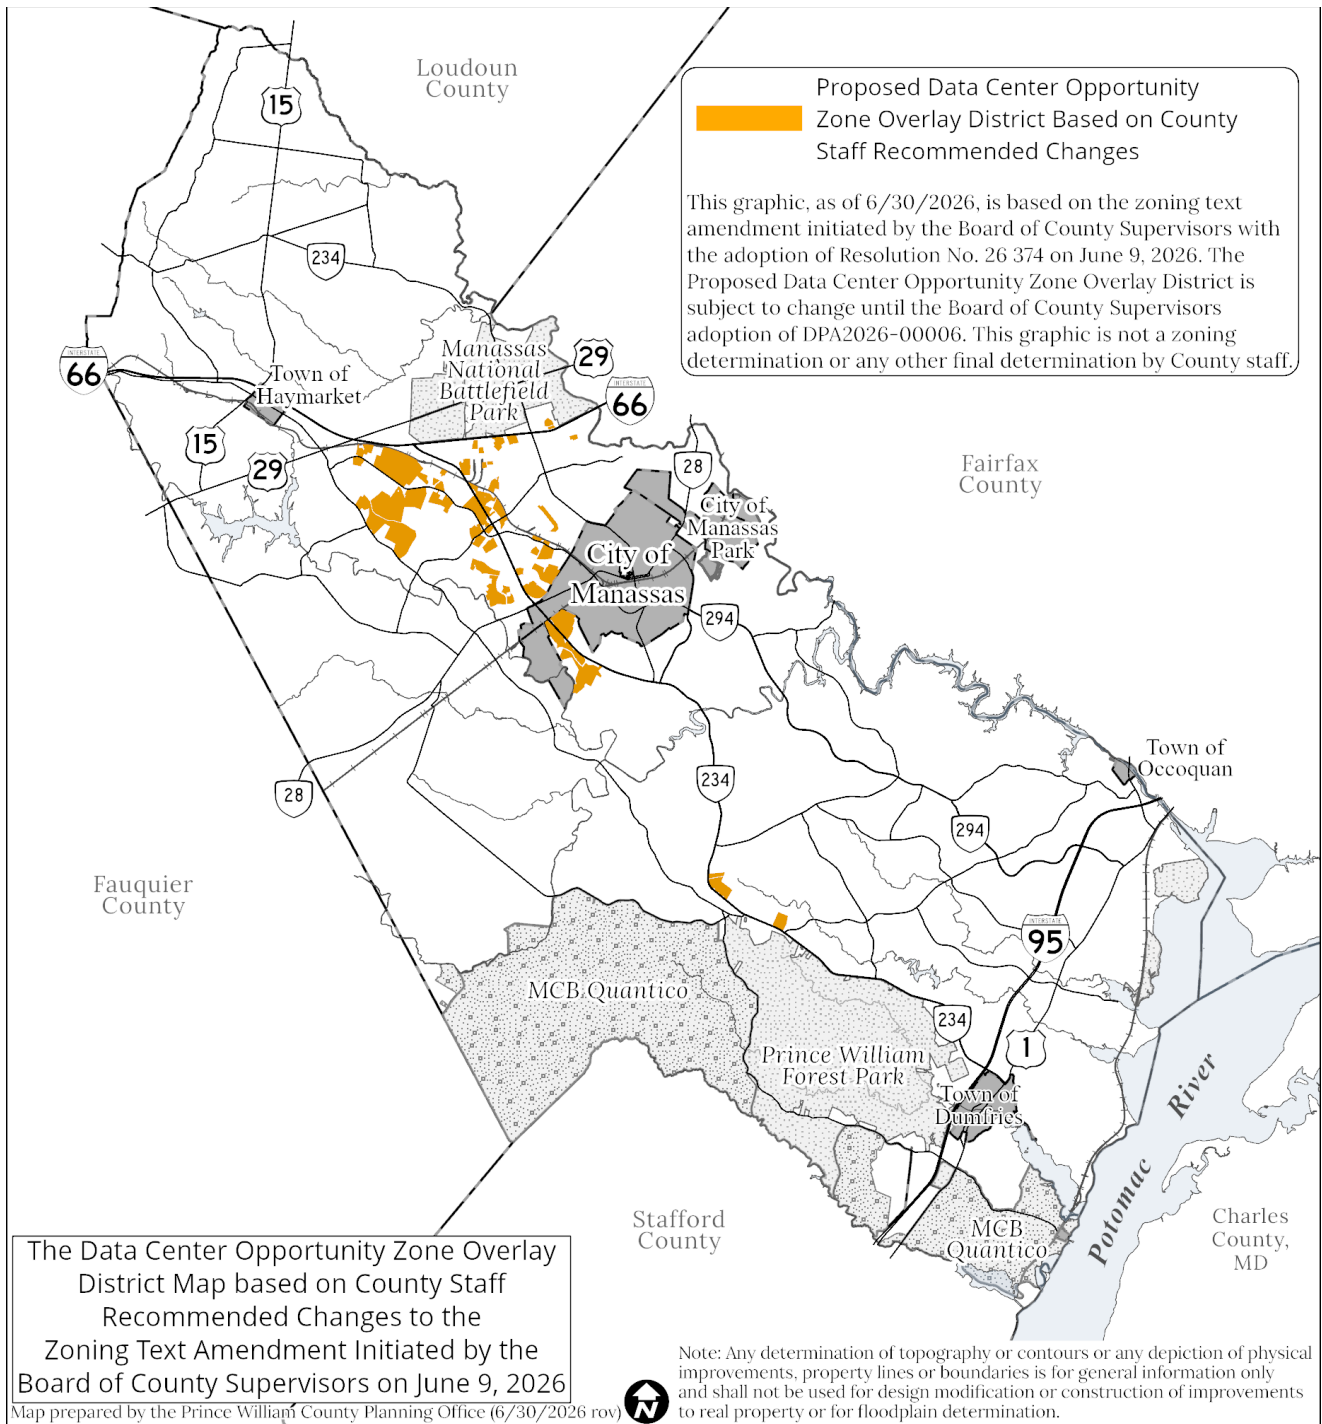 Loudoun
County
15
Proposed Data Center Opportunity
Zone Overlay District Based on County
Staff Recommended Changes
This graphic, as of 6/30/2026, is based on the zoning text
amendment initiated by the Board of County Supervisors with
the adoption of Resolution No. 26 374 on June 9, 2026. The
Proposed Data Center Opportunity Zone Overlay District is
subject to change until the Board of County Supervisors
adoption of DPA2026-00006. This graphic is not a zoning
determination or any other final determination by County staff.
234
INTERSTATE
66
Manassas
National
Battlefield
Park
29
INTERSTATE
66
Town of
Haymarket
15
29
28
Fairfax
County
City of
Manassas
Park
City of
Manassas
294
Town of
Occoquan
28
234
294
Fauquier
County
INTERSTATE
95
MCB Quantico
234
1
Prince William
Forest Park
Town of
Dumfries
Potomac River
Stafford
County
MCB
Quantico
Charles
County,
MD
The Data Center Opportunity Zone Overlay
District Map based on County Staff
Recommended Changes to the
Zoning Text Amendment Initiated by the
Board of County Supervisors on June 9, 2026
Map prepared by the Prince William County Planning Office (6/30/2026 rov)
N
Note: Any determination of topography or contours or any depiction of physical
improvements, property lines or boundaries is for general information only
and shall not be used for design modification or construction of improvements
to real property or for floodplain determination.